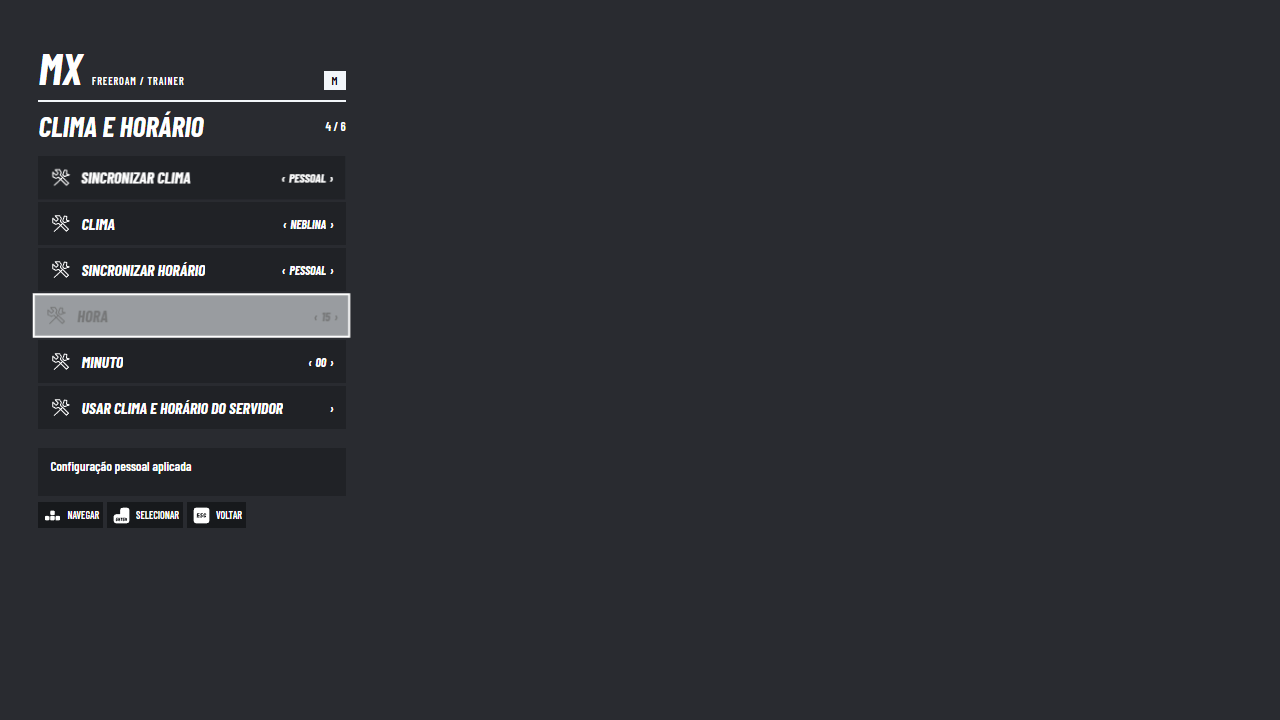 MX FREEROAM / TRAINER M
CLIMA E HORÁRIO 4 / 6
SINCRONIZAR CLIMA ‹ PESSOAL ›
CLIMA ‹ NEBLINA ›
SINCRONIZAR HORÁRIO ‹ PESSOAL ›
HORA ‹ 15 ›
MINUTO ‹ 00 ›
USAR CLIMA E HORÁRIO DO SERVIDOR ›
Configuração pessoal aplicada
NAVEGAR ENTER SELECIONAR ESC VOLTAR